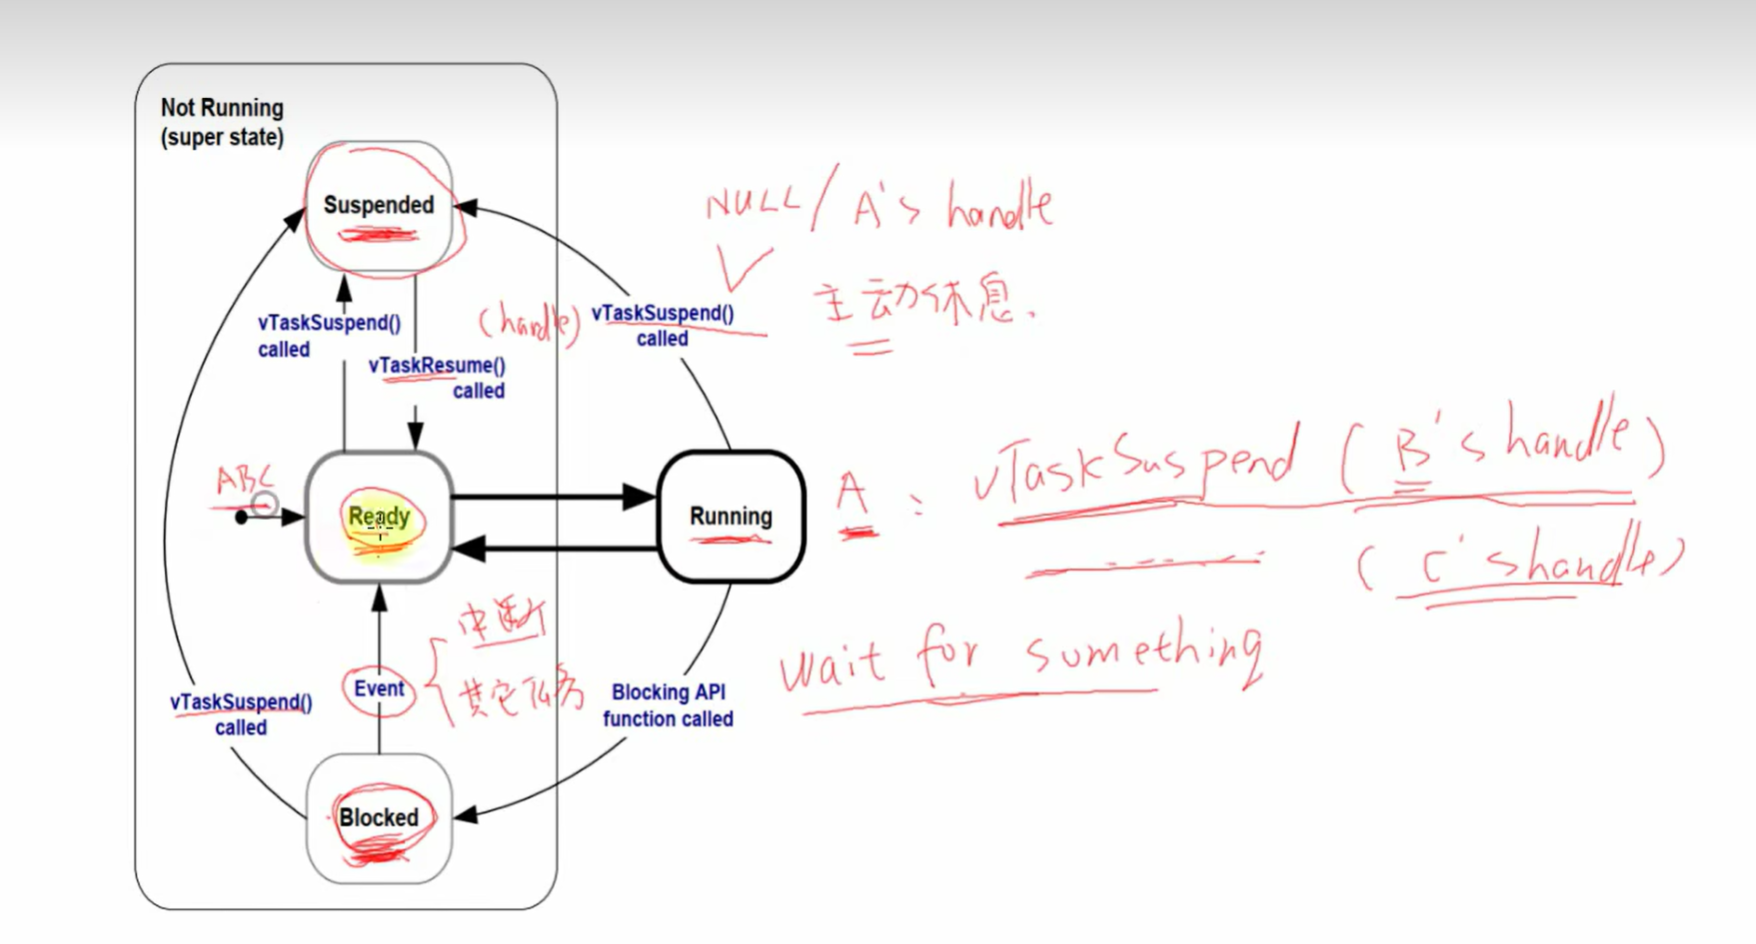 Not Running
(super state)
Suspended
NULL / A's handle
主动休息.
vTaskSuspend()
called
vTaskResume()
called
(handle)
vTaskSuspend()
called
ABC
Ready
Running
A : vTaskSuspend ( B's handle )
( C's handle )
中断
Event
其它任务
wait for something
vTaskSuspend()
called
Blocking API
function called
Blocked